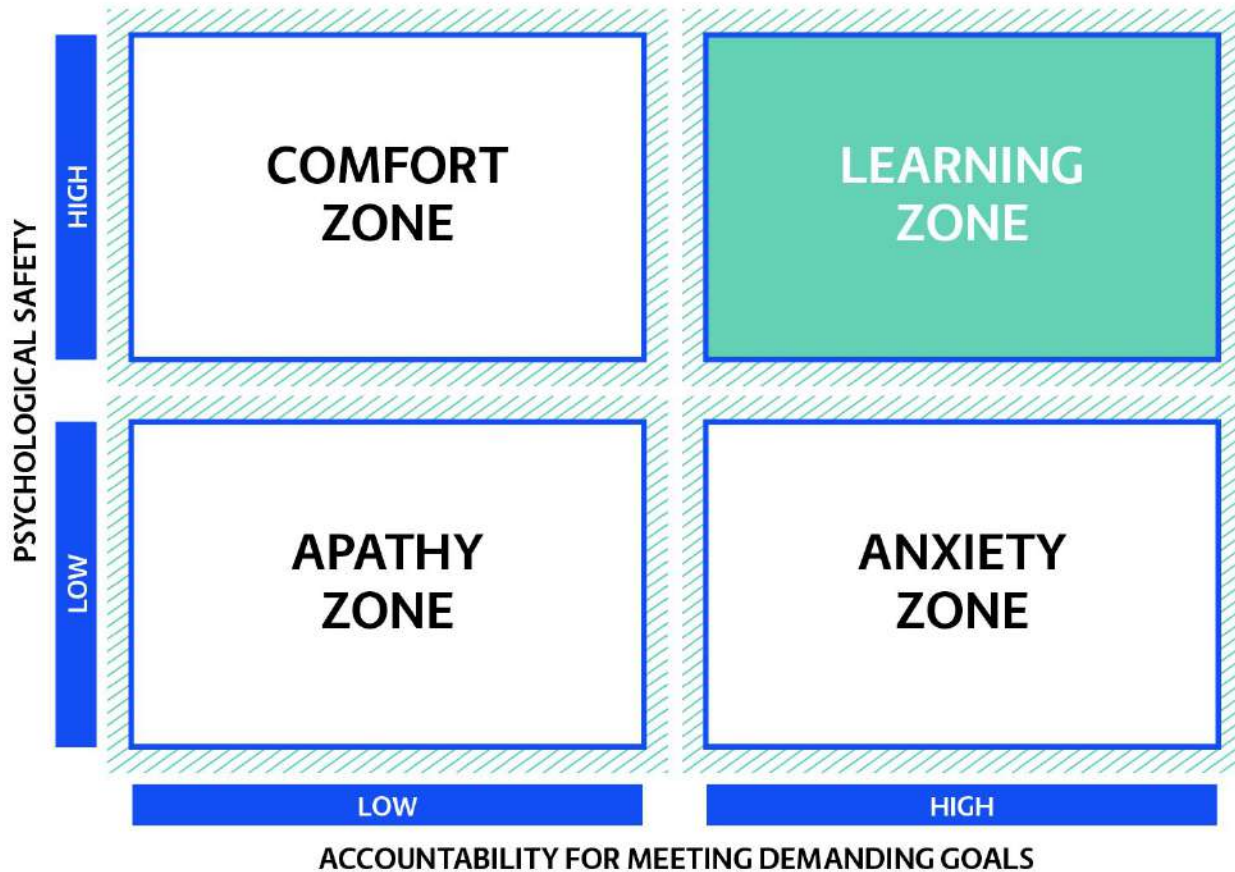 PSYCHOLOGICAL SAFETY
HIGH
COMFORT
ZONE
LEARNING
ZONE
LOW
APATHY
ZONE
ANXIETY
ZONE
LOW
HIGH
ACCOUNTABILITY FOR MEETING DEMANDING GOALS